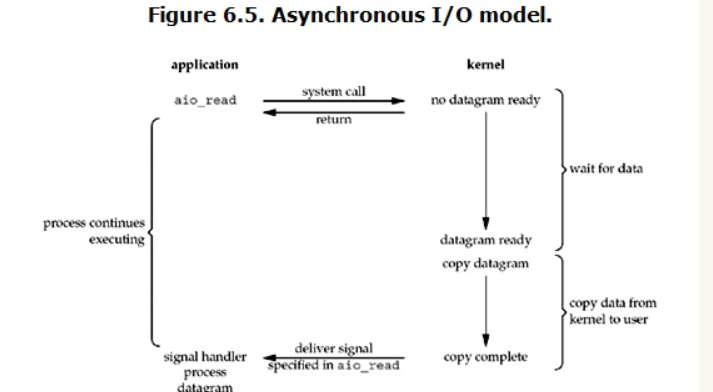 Figure 6.5. Asynchronous I/O model.
application
kernel
aio_read
system call
no datagram ready
return
wait for data
process continues
executing
datagram ready
copy datagram
copy data from
kernel to user
deliver signal
signal handler
copy complete
specified in aio_read
process
datagram